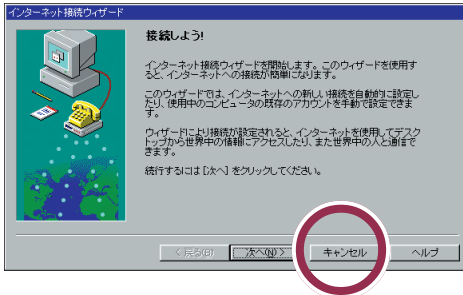 インターネット接続ウィザード
接続しよう!
インターネット接続ウィザードを開始します。このウィザードを使用す
ると、インターネットへの接続が簡単になります。
このウィザードでは、インターネットへの新しい接続を自動的に設定し
たり、使用中のコンピュータの既存のアカウントを手動で設定できま
す。
ウィザードにより接続が設定されると、インターネットを使用してデスク
トップから世界中の情報にアクセスしたり、また世界中の人と通信で
きます。
続行するには [次へ] をクリックしてください。
< 戻る(B) 次へ(N) > キャンセル ヘルプ